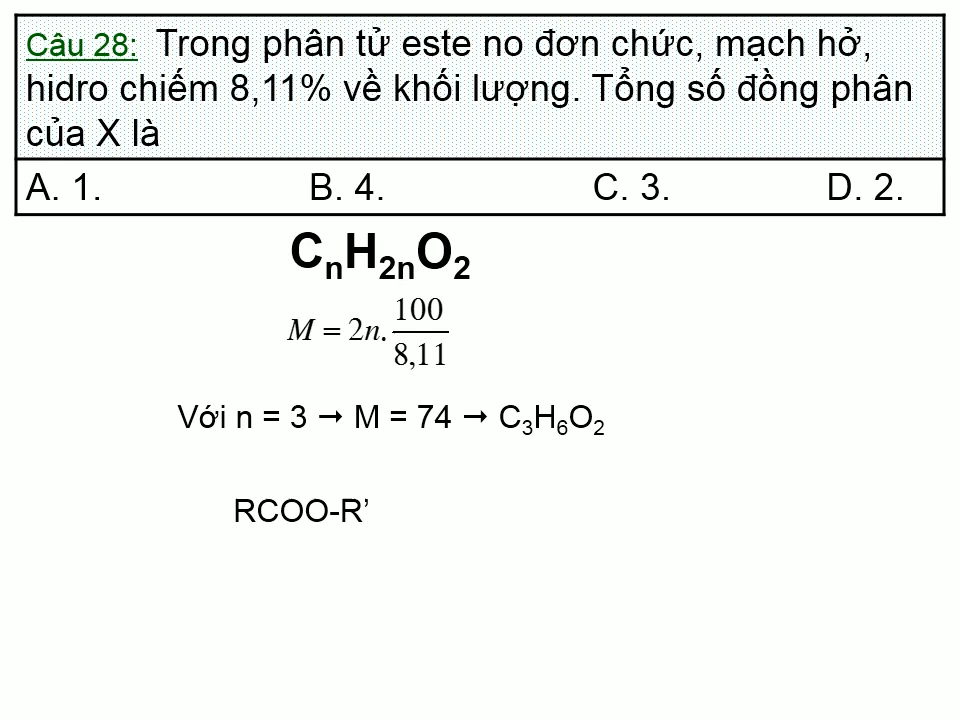 Câu 28: Trong phân tử este no đơn chức, mạch hở,
hidro chiếm 8,11% về khối lượng. Tổng số đồng phân
của X là
A. 1. B. 4. C. 3. D. 2.
CₙH₂ₙO₂
M = 2n. 100/8,11
Với n = 3 → M = 74 → C₃H₆O₂
RCOO-R’